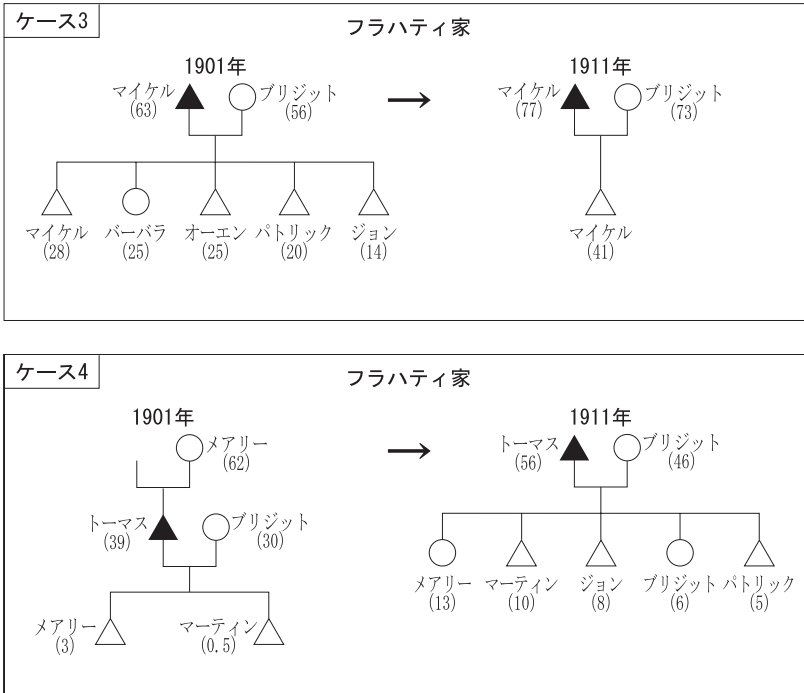 ケース3
フラハティ家
1901年
1911年
マイケル
(63)
ブリジット
(56)
マイケル
(77)
ブリジット
(73)
マイケル
(28)
バーバラ
(25)
オーエン
(25)
パトリック
(20)
ジョン
(14)
マイケル
(41)
ケース4
フラハティ家
1901年
1911年
メアリー
(62)
トーマス
(56)
ブリジット
(46)
トーマス
(39)
ブリジット
(30)
メアリー
(13)
マーティン
(10)
ジョン
(8)
ブリジット
(6)
パトリック
(5)
メアリー
(3)
マーティン
(0.5)